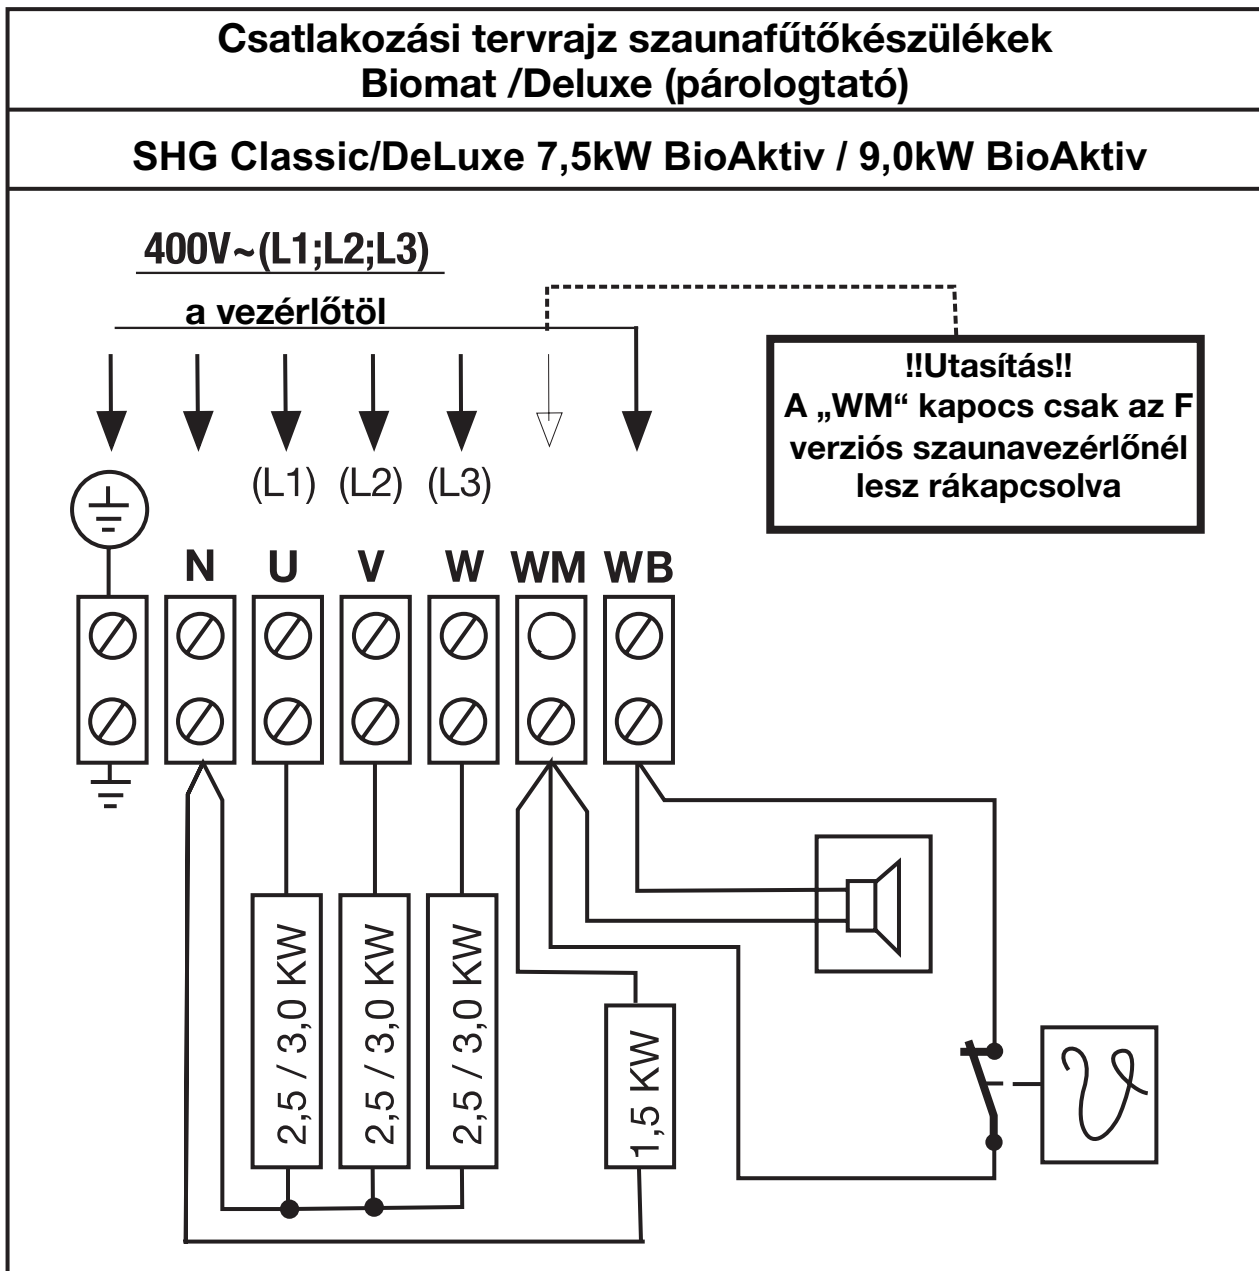 Csatlakozási tervrajz szaunafűtőkészülékek
Biomat /Deluxe (párologtató)
SHG Classic/DeLuxe 7,5kW BioAktiv / 9,0kW BioAktiv
400V~(L1;L2;L3)
a vezérlőtöl
!!Utasítás!!
A „WM“ kapocs csak az F
verziós szaunavezérlőnél
lesz rákapcsolva
(L1) (L2) (L3)
N U V W WM WB
2,5 / 3,0 KW
2,5 / 3,0 KW
2,5 / 3,0 KW
1,5 KW